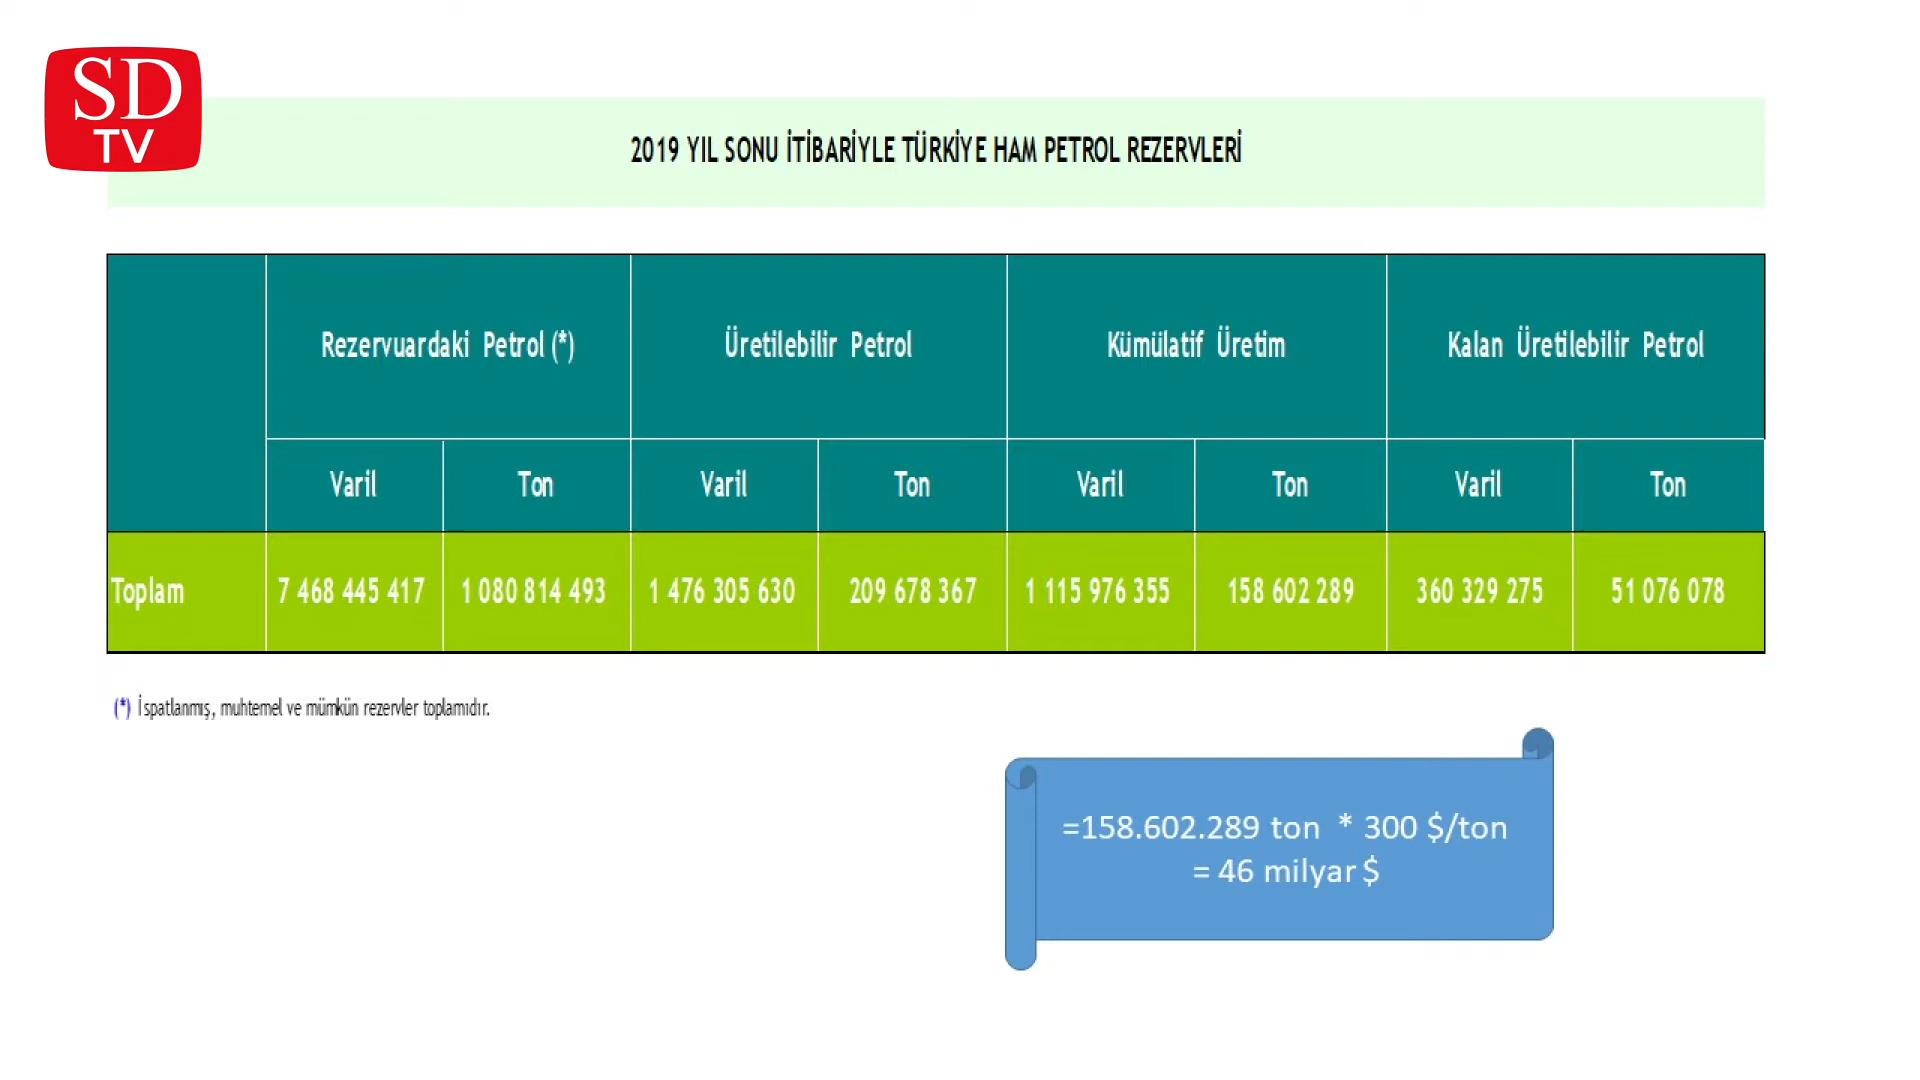 SD
TV
2019 YIL SONU İTİBARİYLE TÜRKİYE HAM PETROL REZERVLERİ
Rezervuardaki Petrol (*) Üretilebilir Petrol Kümülatif Üretim Kalan Üretilebilir Petrol
Varil Ton Varil Ton Varil Ton Varil Ton
Toplam 7 468 445 417 1 080 814 493 1 476 305 630 209 678 367 1 115 976 355 158 602 289 360 329 275 51 076 078
(*) İspatlanmış, muhtemel ve mümkün rezervler toplamıdır.
=158.602.289 ton * 300 $/ton
= 46 milyar $